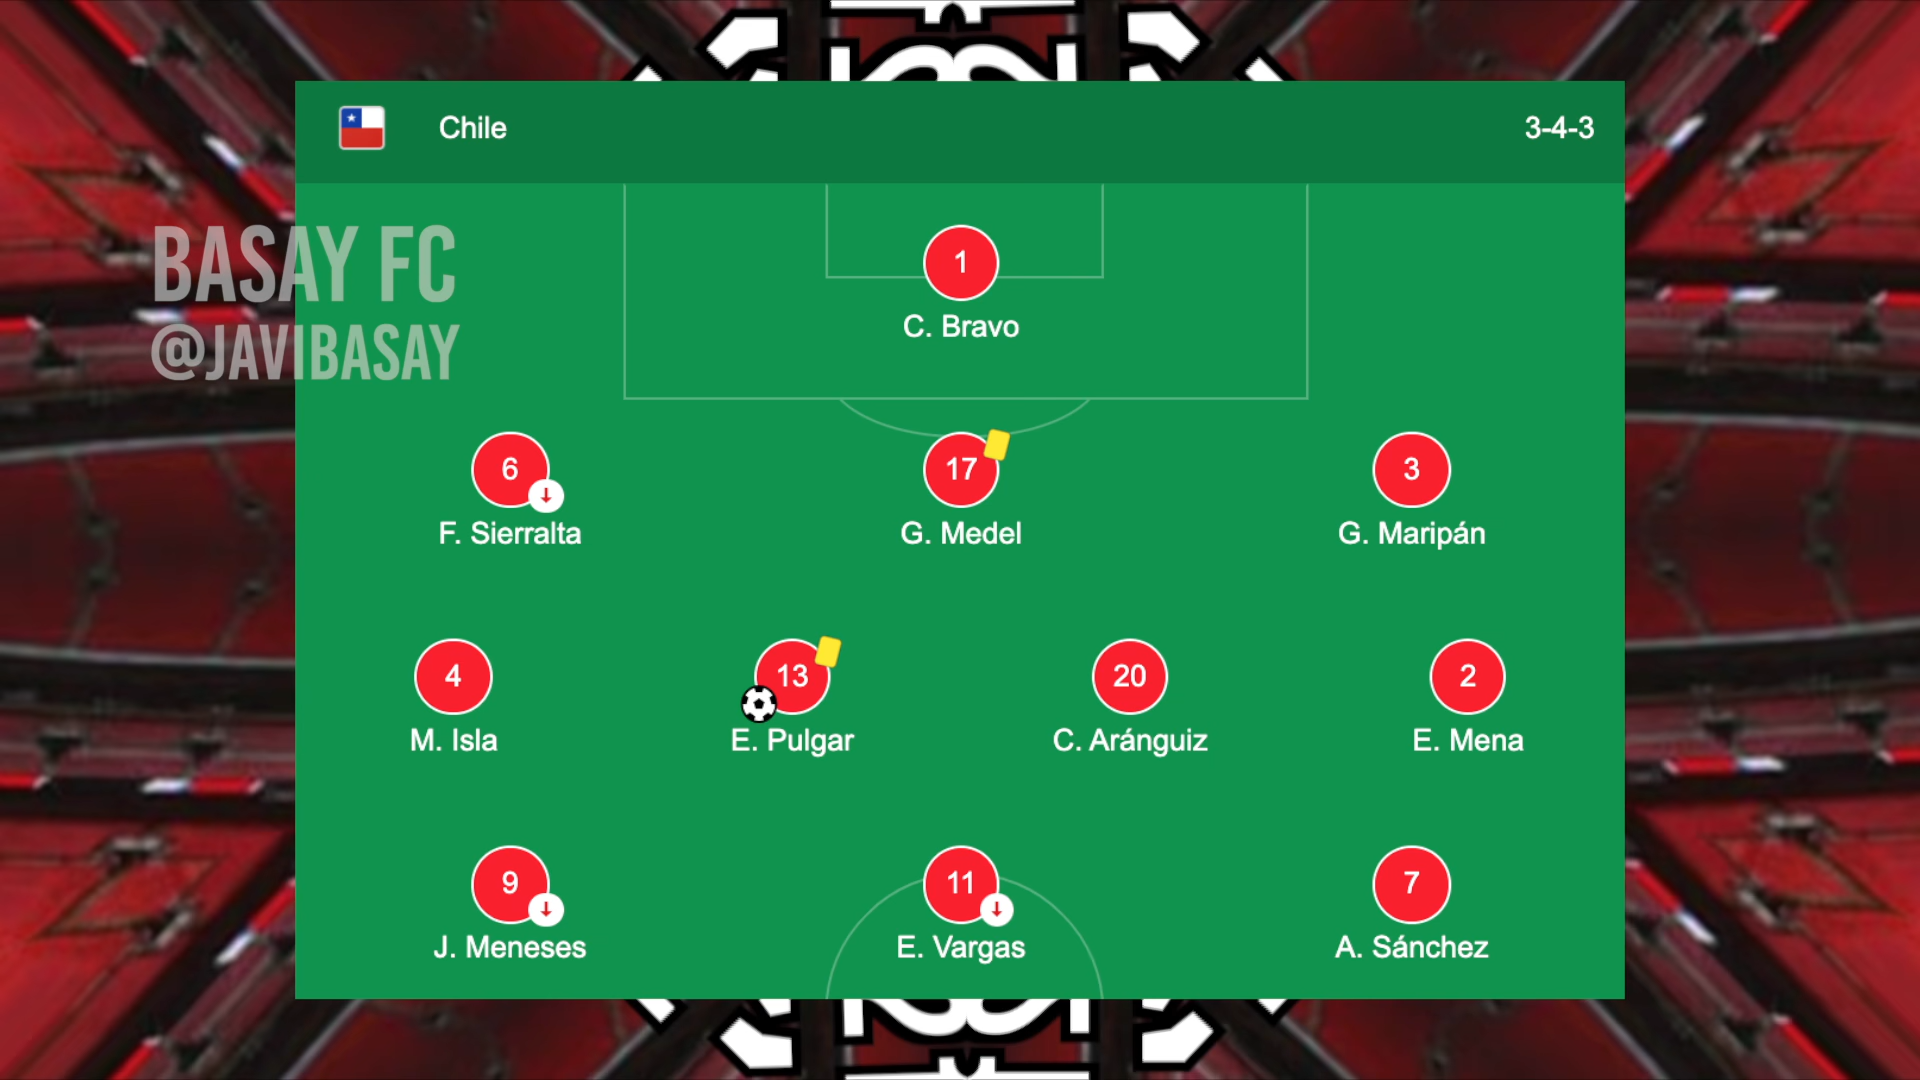 Chile 3-4-3
BASAY FC
@JAVIBASAY
1
C. Bravo
6 17 3
F. Sierralta G. Medel G. Maripán
4 13 20 2
M. Isla E. Pulgar C. Aránguiz E. Mena
9 11 7
J. Meneses E. Vargas A. Sánchez